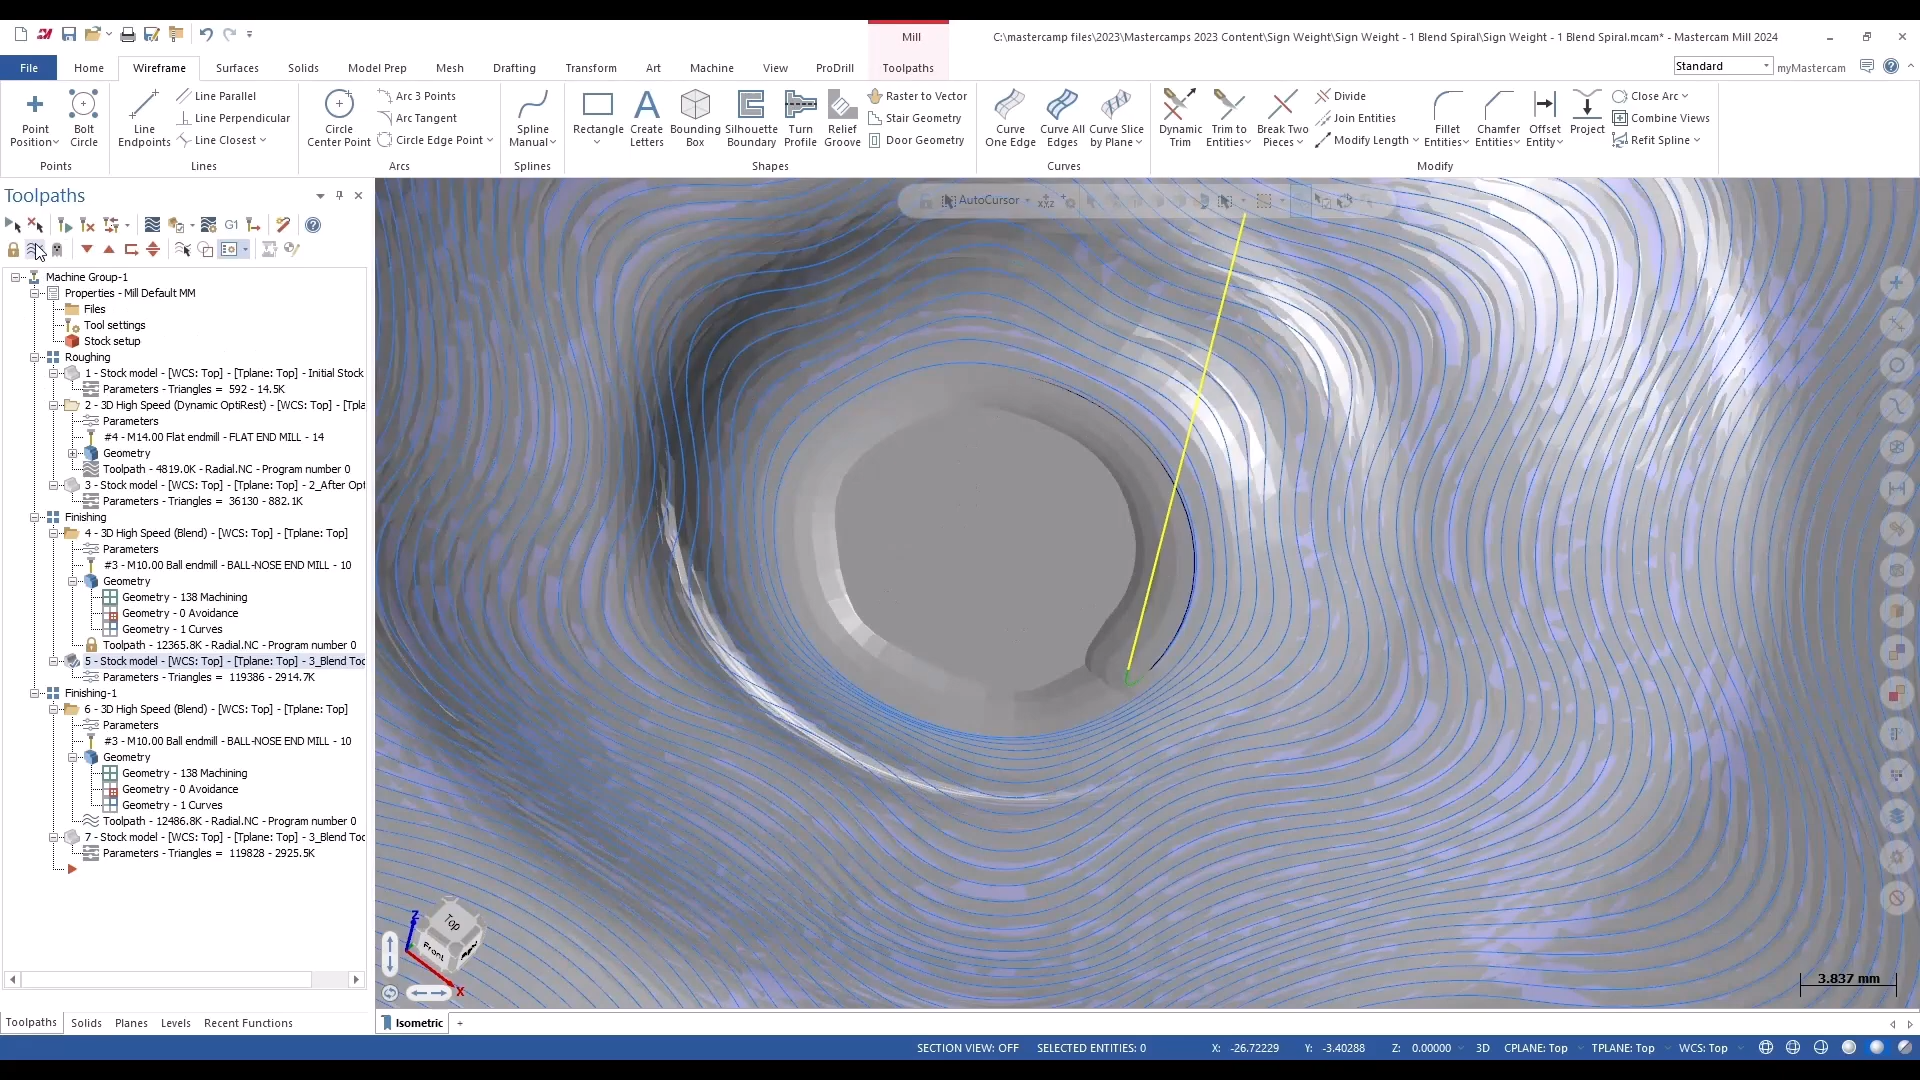 Mill
C:\mastercamp files\2023\Mastercamps 2023 Content\Sign Weight\Sign Weight - 1 Blend Spiral\Sign Weight - 1 Blend Spiral.mcam* - Mastercam Mill 2024
File
Home
Wireframe
Surfaces
Solids
Model Prep
Mesh
Drafting
Transform
Art
Machine
View
ProDrill
Toolpaths
Standard
myMastercam
Point Position
Bolt Circle
Points
Line Endpoints
Line Parallel
Line Perpendicular
Line Closest
Lines
Circle Center Point
Arc 3 Points
Arc Tangent
Circle Edge Point
Arcs
Spline Manual
Splines
Rectangle
Create Letters
Bounding Box
Silhouette Boundary
Turn Profile
Relief Groove
Raster to Vector
Stair Geometry
Door Geometry
Shapes
Curve One Edge
Curve All Edges
Curve Slice by Plane
Curves
Dynamic Trim
Trim to Entities
Break Two Pieces
Divide
Join Entities
Modify Length
Fillet Entities
Chamfer Entities
Offset Entity
Project
Close Arc
Combine Views
Refit Spline
Modify
Toolpaths
G1
AutoCursor
Machine Group-1
Properties - Mill Default MM
Files
Tool settings
Stock setup
Roughing
1 - Stock model - [WCS: Top] - [Tplane: Top] - Initial Stock
Parameters - Triangles = 592 - 14.5K
2 - 3D High Speed (Dynamic OptiRest) - [WCS: Top] - [Tpla
Parameters
#4 - M14.00 Flat endmill - FLAT END MILL - 14
Geometry
Toolpath - 4819.0K - Radial.NC - Program number 0
3 - Stock model - [WCS: Top] - [Tplane: Top] - 2_After Opt
Parameters - Triangles = 36130 - 882.1K
Finishing
4 - 3D High Speed (Blend) - [WCS: Top] - [Tplane: Top]
Parameters
#3 - M10.00 Ball endmill - BALL-NOSE END MILL - 10
Geometry
Geometry - 138 Machining
Geometry - 0 Avoidance
Geometry - 1 Curves
Toolpath - 12365.8K - Radial.NC - Program number 0
5 - Stock model - [WCS: Top] - [Tplane: Top] - 3_Blend Too
Parameters - Triangles = 119386 - 2914.7K
Finishing-1
6 - 3D High Speed (Blend) - [WCS: Top] - [Tplane: Top]
Parameters
#3 - M10.00 Ball endmill - BALL-NOSE END MILL - 10
Geometry
Geometry - 138 Machining
Geometry - 0 Avoidance
Geometry - 1 Curves
Toolpath - 12486.8K - Radial.NC - Program number 0
7 - Stock model - [WCS: Top] - [Tplane: Top] - 3_Blend Too
Parameters - Triangles = 119828 - 2925.5K
Z
Top
Front
X
3.837 mm
Toolpaths
Solids
Planes
Levels
Recent Functions
Isometric
+
SECTION VIEW: OFF
SELECTED ENTITIES: 0
X: -26.72229
Y: -3.40288
Z: 0.00000
3D
CPLANE: Top
TPLANE: Top
WCS: Top